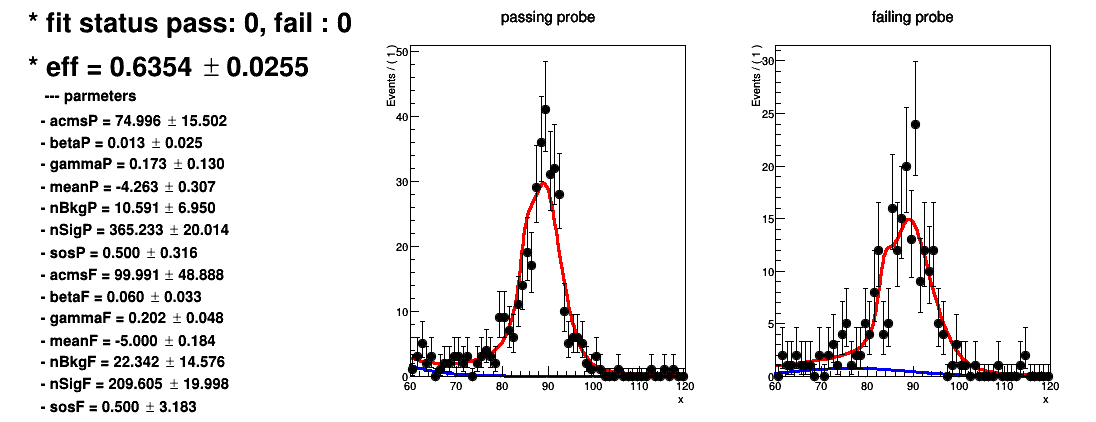 * fit status pass: 0, fail : 0
* eff = 0.6354 ± 0.0255
--- parmeters
- acmsP = 74.996 ± 15.502
- betaP = 0.013 ± 0.025
- gammaP = 0.173 ± 0.130
- meanP = -4.263 ± 0.307
- nBkgP = 10.591 ± 6.950
- nSigP = 365.233 ± 20.014
- sosP = 0.500 ± 0.316
- acmsF = 99.991 ± 48.888
- betaF = 0.060 ± 0.033
- gammaF = 0.202 ± 0.048
- meanF = -5.000 ± 0.184
- nBkgF = 22.342 ± 14.576
- nSigF = 209.605 ± 19.998
- sosF = 0.500 ± 3.183
passing probe
Events / ( 1 )
50
40
30
20
10
0
60 70 80 90 100 110 120
x
failing probe
Events / ( 1 )
30
25
20
15
10
5
0
60 70 80 90 100 110 120
x